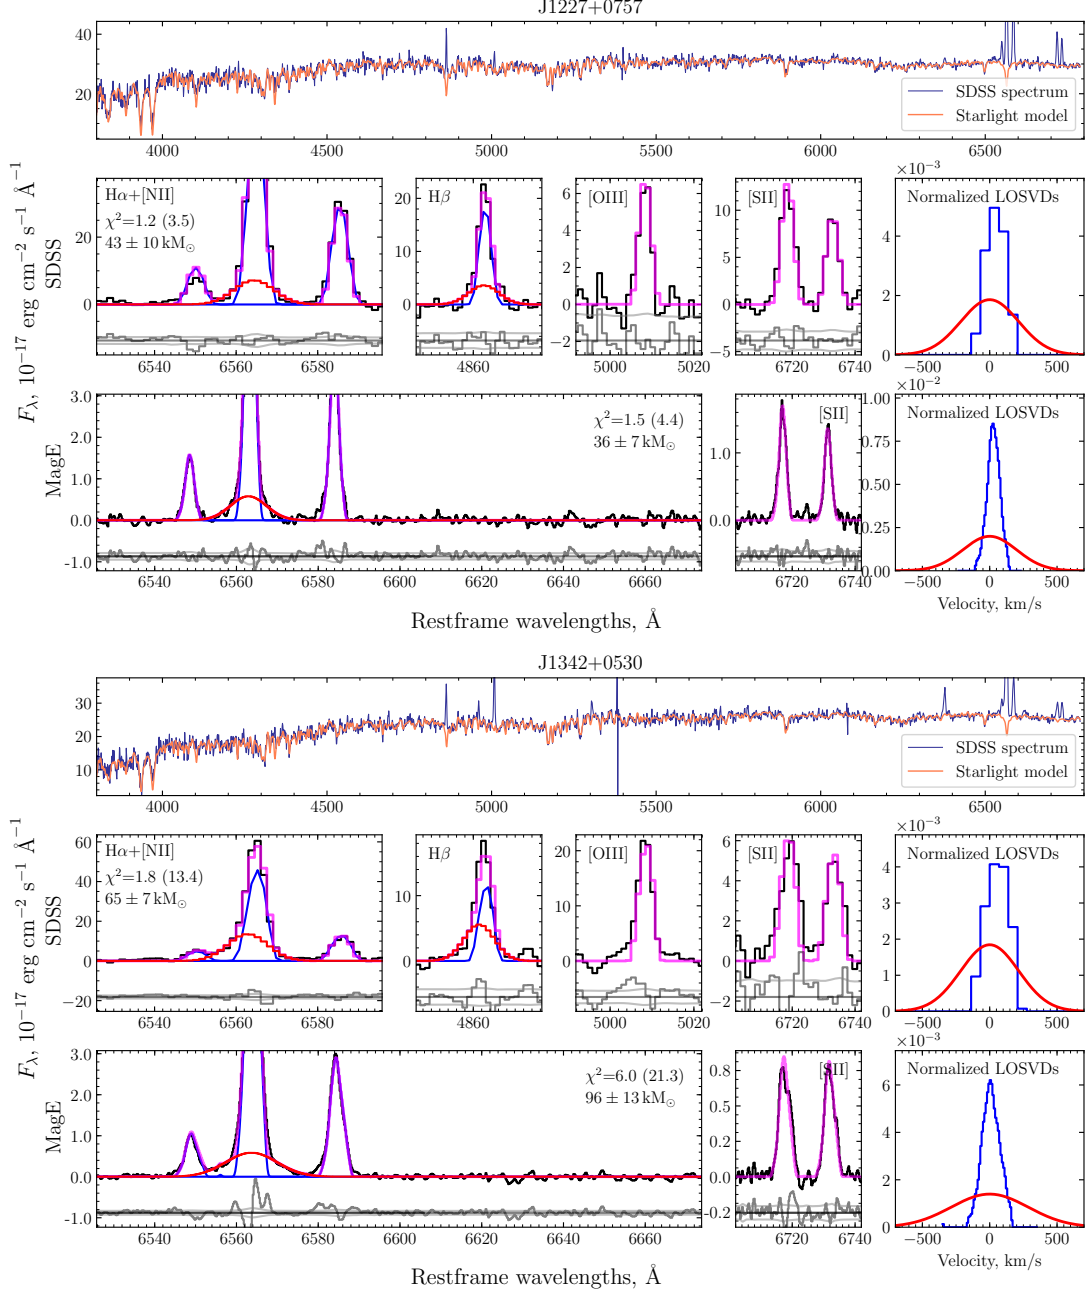 J1227+0757
40
20
SDSS spectrum
Starlight model
4000 4500 5000 5500 6000 6500
F_λ, 10⁻¹⁷ erg cm⁻² s⁻¹ Å⁻¹
SDSS
Hα+[NII]
χ²=1.2 (3.5)
43 ± 10 kM☉
20
0
6540 6560 6580
Hβ
20
10
0
4860
[OIII]
6
4
2
0
−2
5000 5020
[SII]
10
5
0
−5
6720 6740
×10⁻³
Normalized LOSVDs
4
2
0
−500 0 500
MagE
3.0
2.0
1.0
0.0
-1.0
χ²=1.5 (4.4)
36 ± 7 kM☉
6540 6560 6580 6600 6620 6640 6660
[SII]
1.0
0.0
6720 6740
×10⁻²
Normalized LOSVDs
1.00
0.75
0.50
0.25
0.00
−500 0 500
Restframe wavelengths, Å
Velocity, km/s
J1342+0530
30
20
10
SDSS spectrum
Starlight model
4000 4500 5000 5500 6000 6500
F_λ, 10⁻¹⁷ erg cm⁻² s⁻¹ Å⁻¹
SDSS
Hα+[NII]
χ²=1.8 (13.4)
65 ± 7 kM☉
60
40
20
0
−20
6540 6560 6580
Hβ
10
0
4860
[OIII]
20
10
0
5000 5020
[SII]
6
4
2
0
−2
6720 6740
×10⁻³
Normalized LOSVDs
4
3
2
1
0
−500 0 500
MagE
3.0
2.0
1.0
0.0
-1.0
χ²=6.0 (21.3)
96 ± 13 kM☉
6540 6560 6580 6600 6620 6640 6660
[SII]
0.8
0.5
0.2
0.0
-0.2
6720 6740
×10⁻³
Normalized LOSVDs
6
4
2
0
−500 0 500
Restframe wavelengths, Å
Velocity, km/s